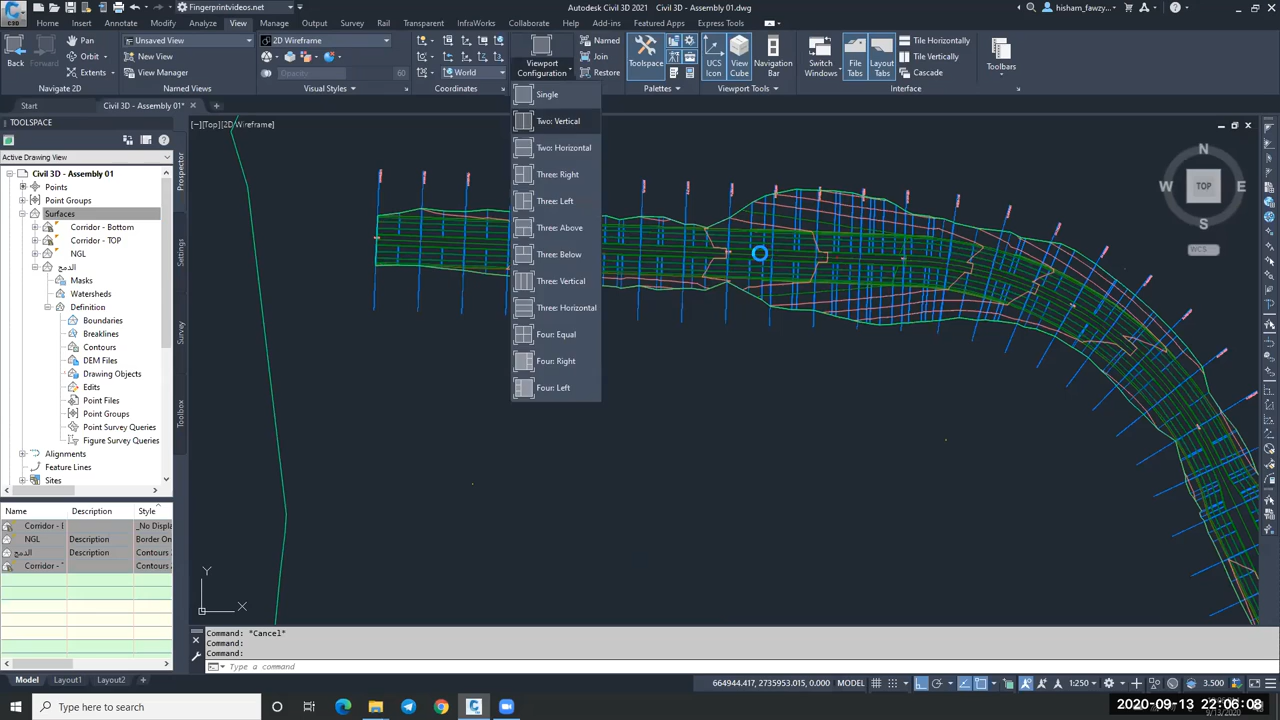 Fingerprintvideos.net
Autodesk Civil 3D 2021   Civil 3D - Assembly 01.dwg
hisham_fawzy...
Home Insert Annotate Modify Analyze View Manage Output Survey Rail Transparent InfraWorks Collaborate Help Add-ins Featured Apps Express Tools
Back
Forward
Pan
Orbit
Extents
Navigate 2D
Unsaved View
New View
View Manager
Named Views
2D Wireframe
Opacity 60
Visual Styles
World
Coordinates
Viewport
Configuration
Named
Join
Restore
Toolspace
Palettes
UCS
Icon
View
Cube
Navigation
Bar
Viewport Tools
Switch
Windows
File
Tabs
Layout
Tabs
Tile Horizontally
Tile Vertically
Cascade
Interface
Toolbars
Start
Civil 3D - Assembly 01*
TOOLSPACE
Active Drawing View
Civil 3D - Assembly 01
Points
Point Groups
Surfaces
Corridor - Bottom
Corridor - TOP
NGL
الدمج
Masks
Watersheds
Definition
Boundaries
Breaklines
Contours
DEM Files
Drawing Objects
Edits
Point Files
Point Groups
Point Survey Queries
Figure Survey Queries
Alignments
Feature Lines
Sites
Prospector
Settings
Survey
Toolbox
Name Description Style
Corridor - E _No Displa
NGL Description Border On
الدمج Description Contours
Corridor - Contours
[−][Top][2D Wireframe]
Single
Two: Vertical
Two: Horizontal
Three: Right
Three: Left
Three: Above
Three: Below
Three: Vertical
Three: Horizontal
Four: Equal
Four: Right
Four: Left
N
W TOP E
S
WCS
Y
X
Command: *Cancel*
Command:
Command:
Type a command
Model Layout1 Layout2
664944.417, 2735953.015, 0.000 MODEL
1:250
3.500
Type here to search
2020-09-13 22:06:08